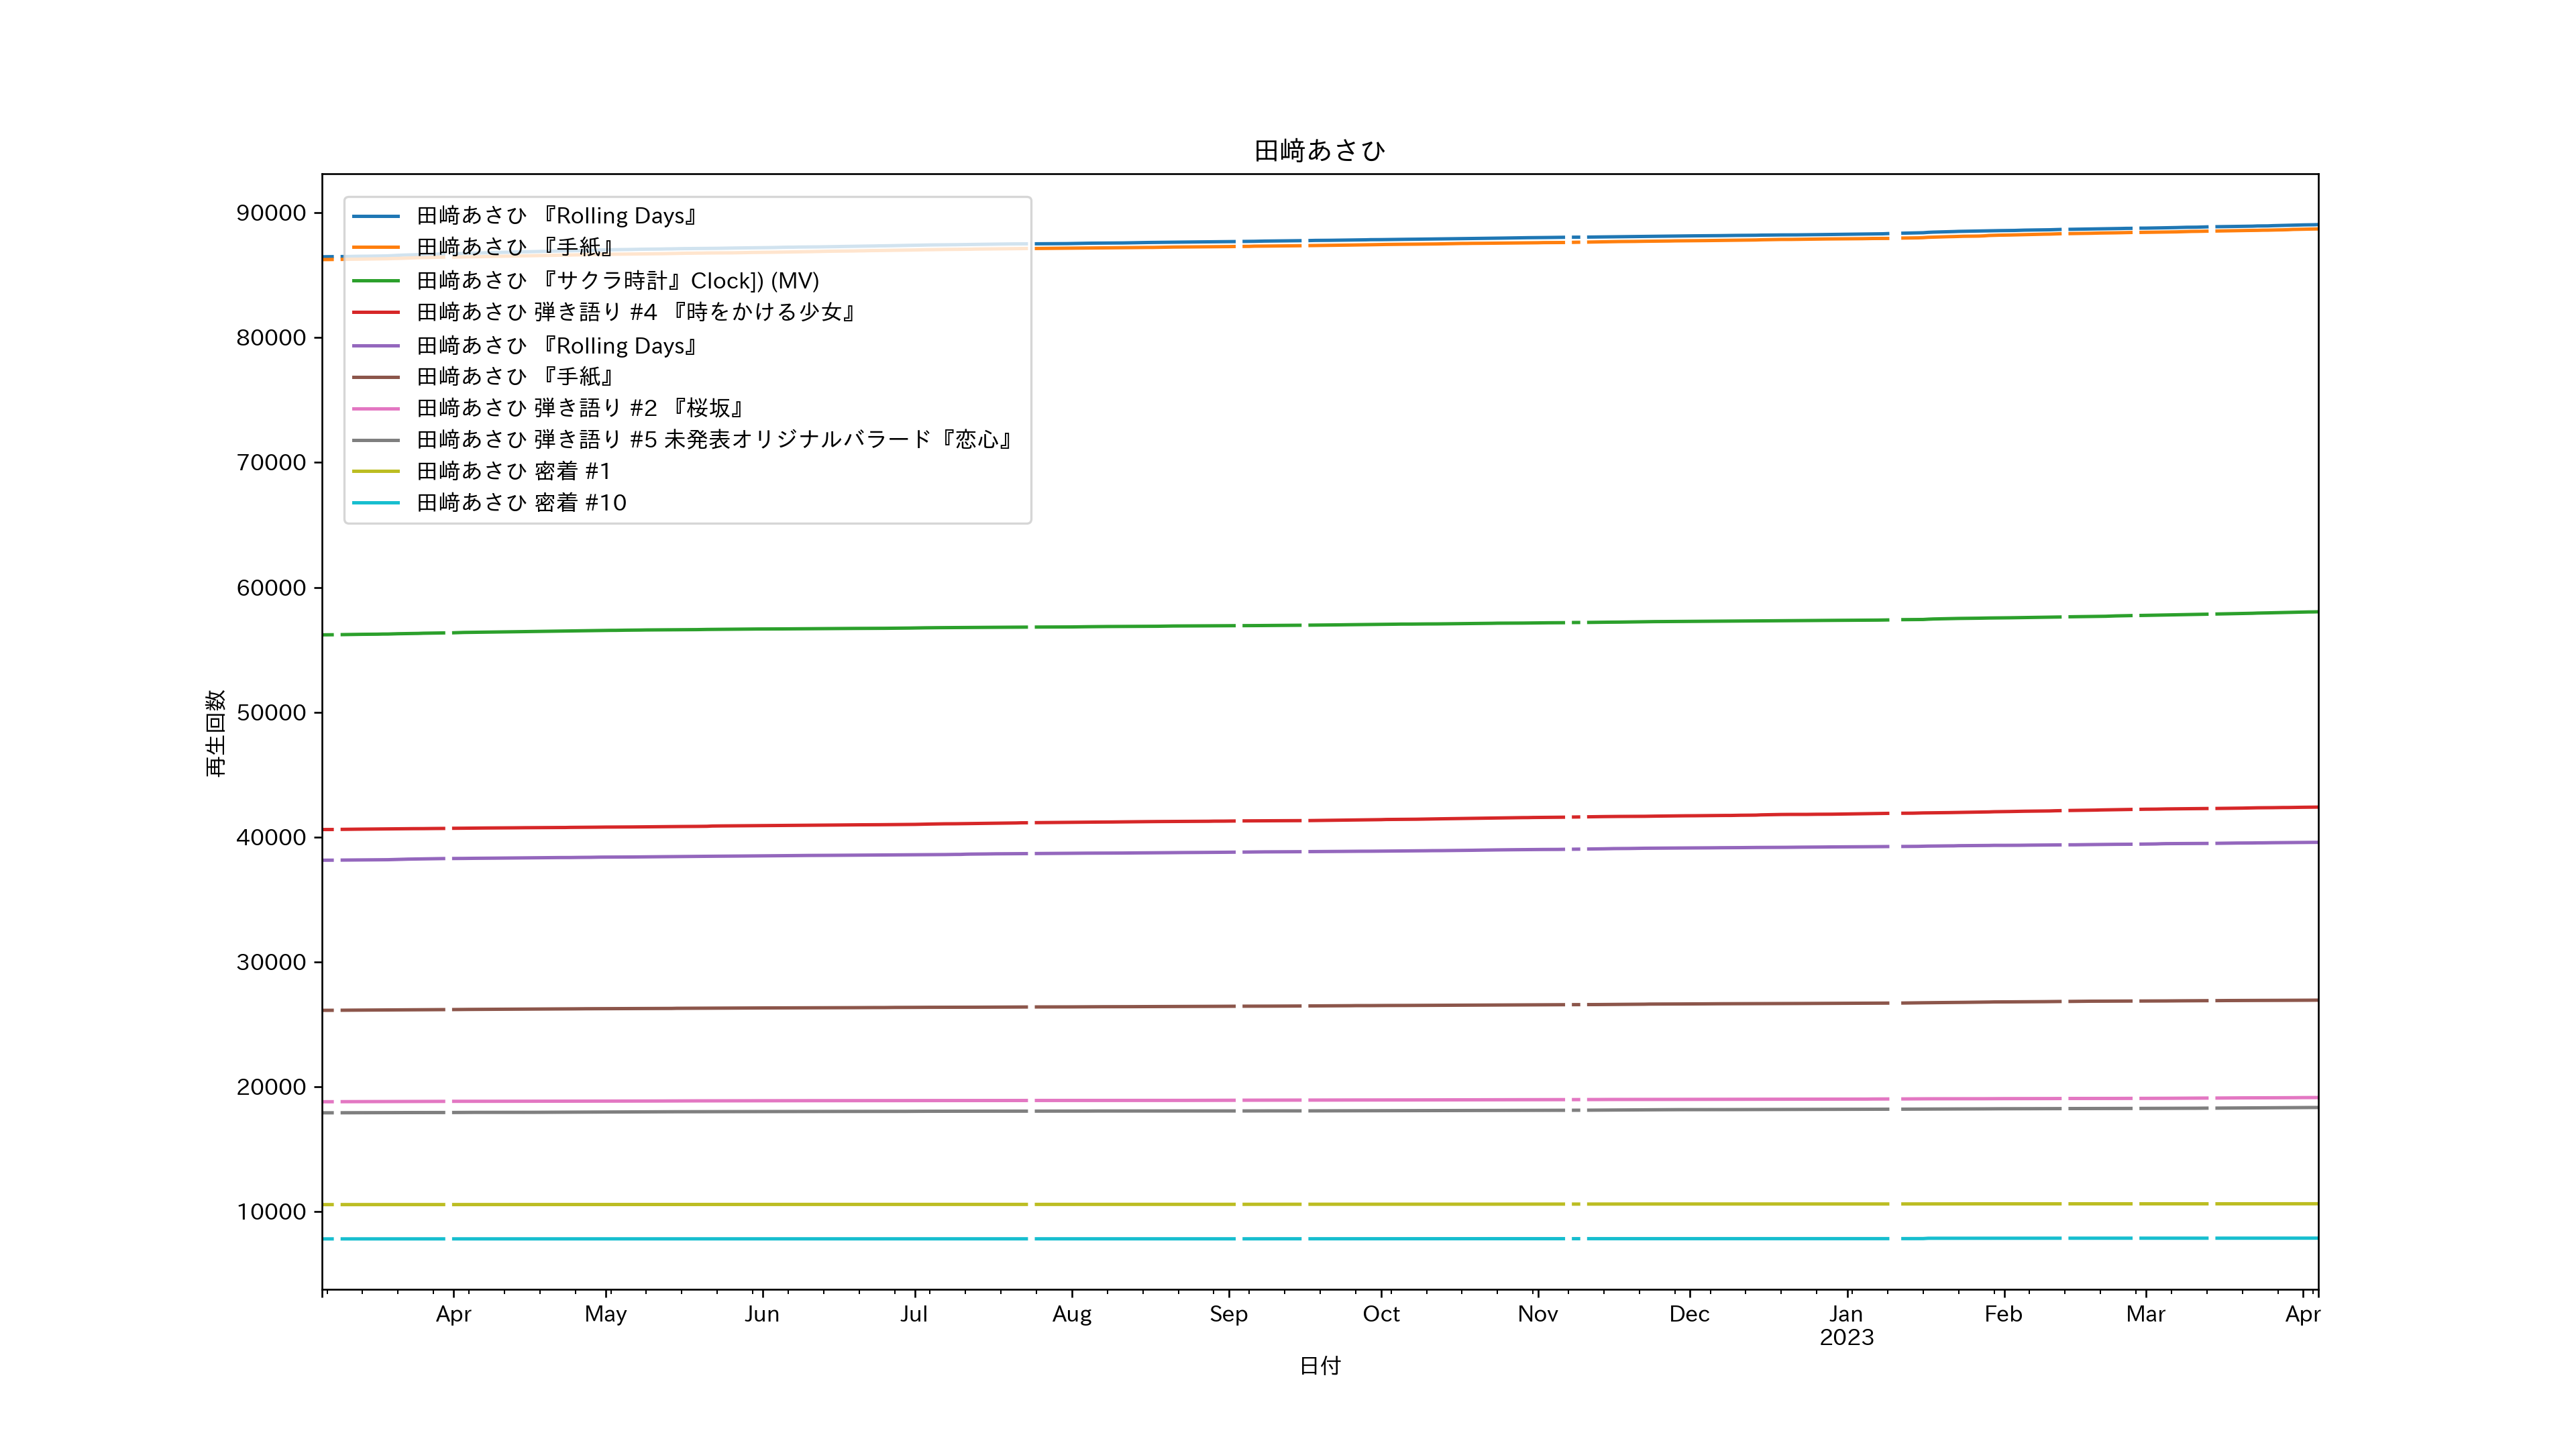 田﨑あさひ
90000
80000
70000
60000
50000
40000
30000
20000
10000
再生回数
田﨑あさひ 『Rolling Days』
田﨑あさひ 『手紙』
田﨑あさひ 『サクラ時計』Clock]) (MV)
田﨑あさひ 弾き語り #4 『時をかける少女』
田﨑あさひ 『Rolling Days』
田﨑あさひ 『手紙』
田﨑あさひ 弾き語り #2 『桜坂』
田﨑あさひ 弾き語り #5 未発表オリジナルバラード『恋心』
田﨑あさひ 密着 #1
田﨑あさひ 密着 #10
Apr May Jun Jul Aug Sep Oct Nov Dec Jan Feb Mar Apr
2023
日付